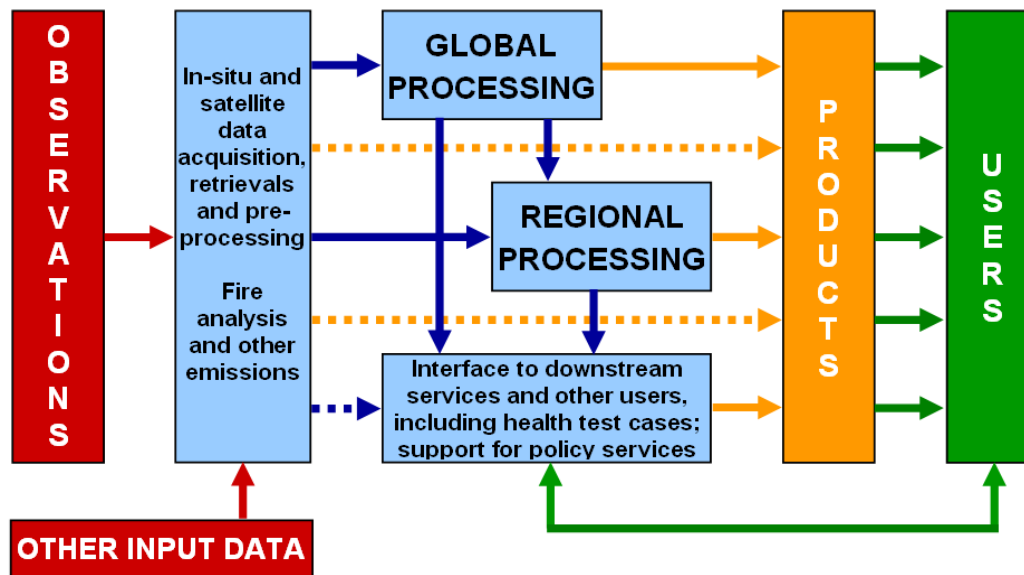 OBSERVATIONS
In-situ and
satellite
data
acquisition,
retrievals
and pre-
processing
Fire
analysis
and other
emissions
GLOBAL
PROCESSING
REGIONAL
PROCESSING
Interface to downstream
services and other users,
including health test cases;
support for policy services
PRODUCTS
USERS
OTHER INPUT DATA